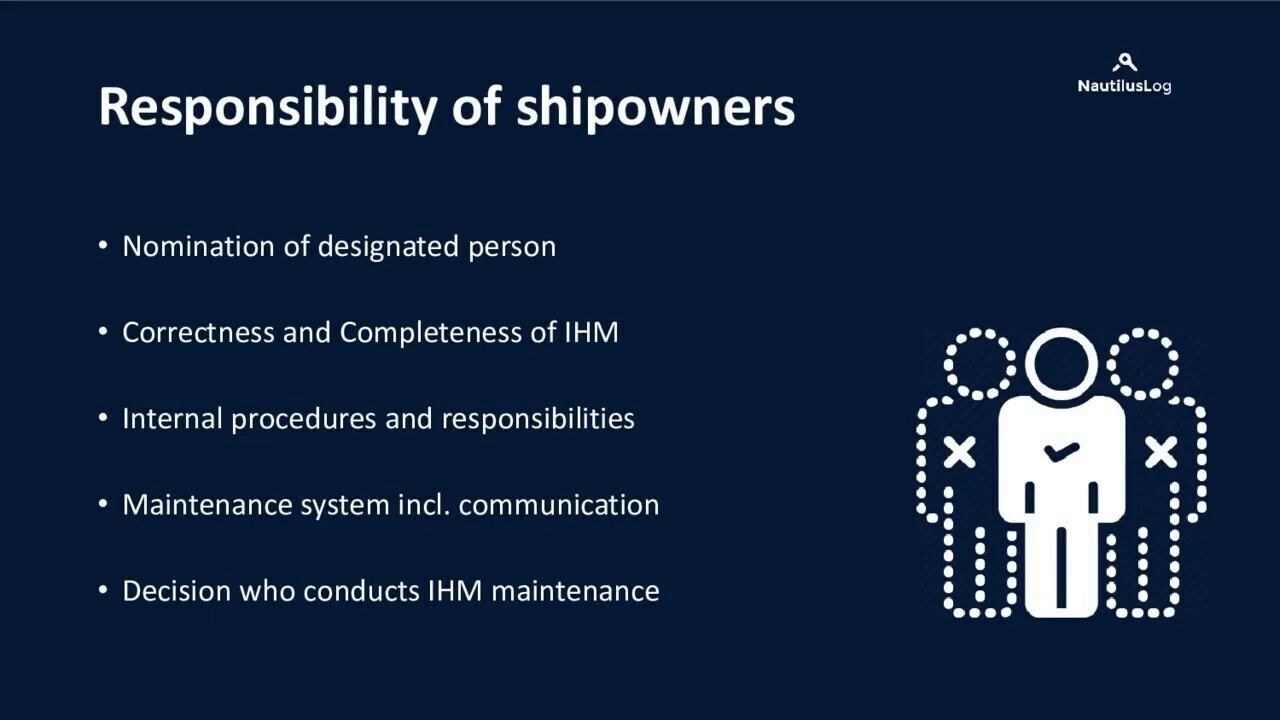 NautilusLog
Responsibility of shipowners
• Nomination of designated person
• Correctness and Completeness of IHM
• Internal procedures and responsibilities
• Maintenance system incl. communication
• Decision who conducts IHM maintenance